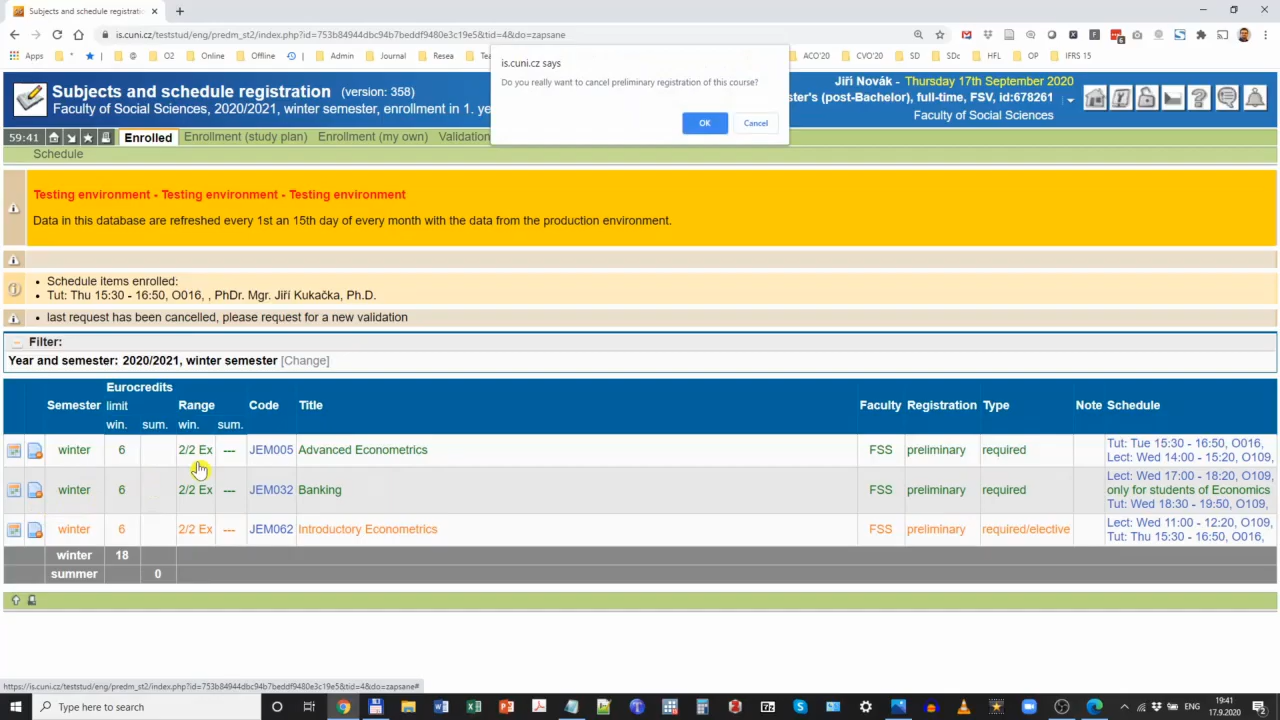 Subjects and schedule registratio
is.cuni.cz/teststud/eng/predm_st2/index.php?id=753b84944dbc94b7beddf9480e3c19e5&tid=4&do=zapsane
Apps
@
O2
Online
Offline
Admin
Journal
Resea
Tea
ACO'20
CVO'20
SD
SDc
HFL
OP
IFRS 15
is.cuni.cz says
Do you really want to cancel preliminary registration of this course?
OK
Cancel
Subjects and schedule registration (version: 358)
Faculty of Social Sciences, 2020/2021, winter semester, enrollment in 1. ye
Jiří Novák - Thursday 17th September 2020
ter's (post-Bachelor), full-time, FSV, id:678261
Faculty of Social Sciences
59:41
Enrolled
Enrollment (study plan)
Enrollment (my own)
Validation
Schedule
Testing environment - Testing environment - Testing environment
Data in this database are refreshed every 1st an 15th day of every month with the data from the production environment.
Schedule items enrolled:
Tut: Thu 15:30 - 16:50, O016, , PhDr. Mgr. Jiří Kukačka, Ph.D.
last request has been cancelled, please request for a new validation
Filter:
Year and semester: 2020/2021, winter semester [Change]
Eurocredits
Semester limit Range Code Title Faculty Registration Type Note Schedule
win. sum. win. sum.
winter 6 2/2 Ex --- JEM005 Advanced Econometrics FSS preliminary required Tut: Tue 15:30 - 16:50, O016,
Lect: Wed 14:00 - 15:20, O109,
winter 6 2/2 Ex --- JEM032 Banking FSS preliminary required Lect: Wed 17:00 - 18:20, O109,
only for students of Economics
Tut: Wed 18:30 - 19:50, O109,
winter 6 2/2 Ex --- JEM062 Introductory Econometrics FSS preliminary required/elective Lect: Wed 11:00 - 12:20, O109,
Tut: Thu 15:30 - 16:50, O016,
winter 18
summer 0
https://is.cuni.cz/teststud/eng/predm_st2/index.php?id=753b84944dbc94b7beddf9480e3c19e5&tid=4&do=zapsane#
Type here to search
ENG
19:41
17.9.2020